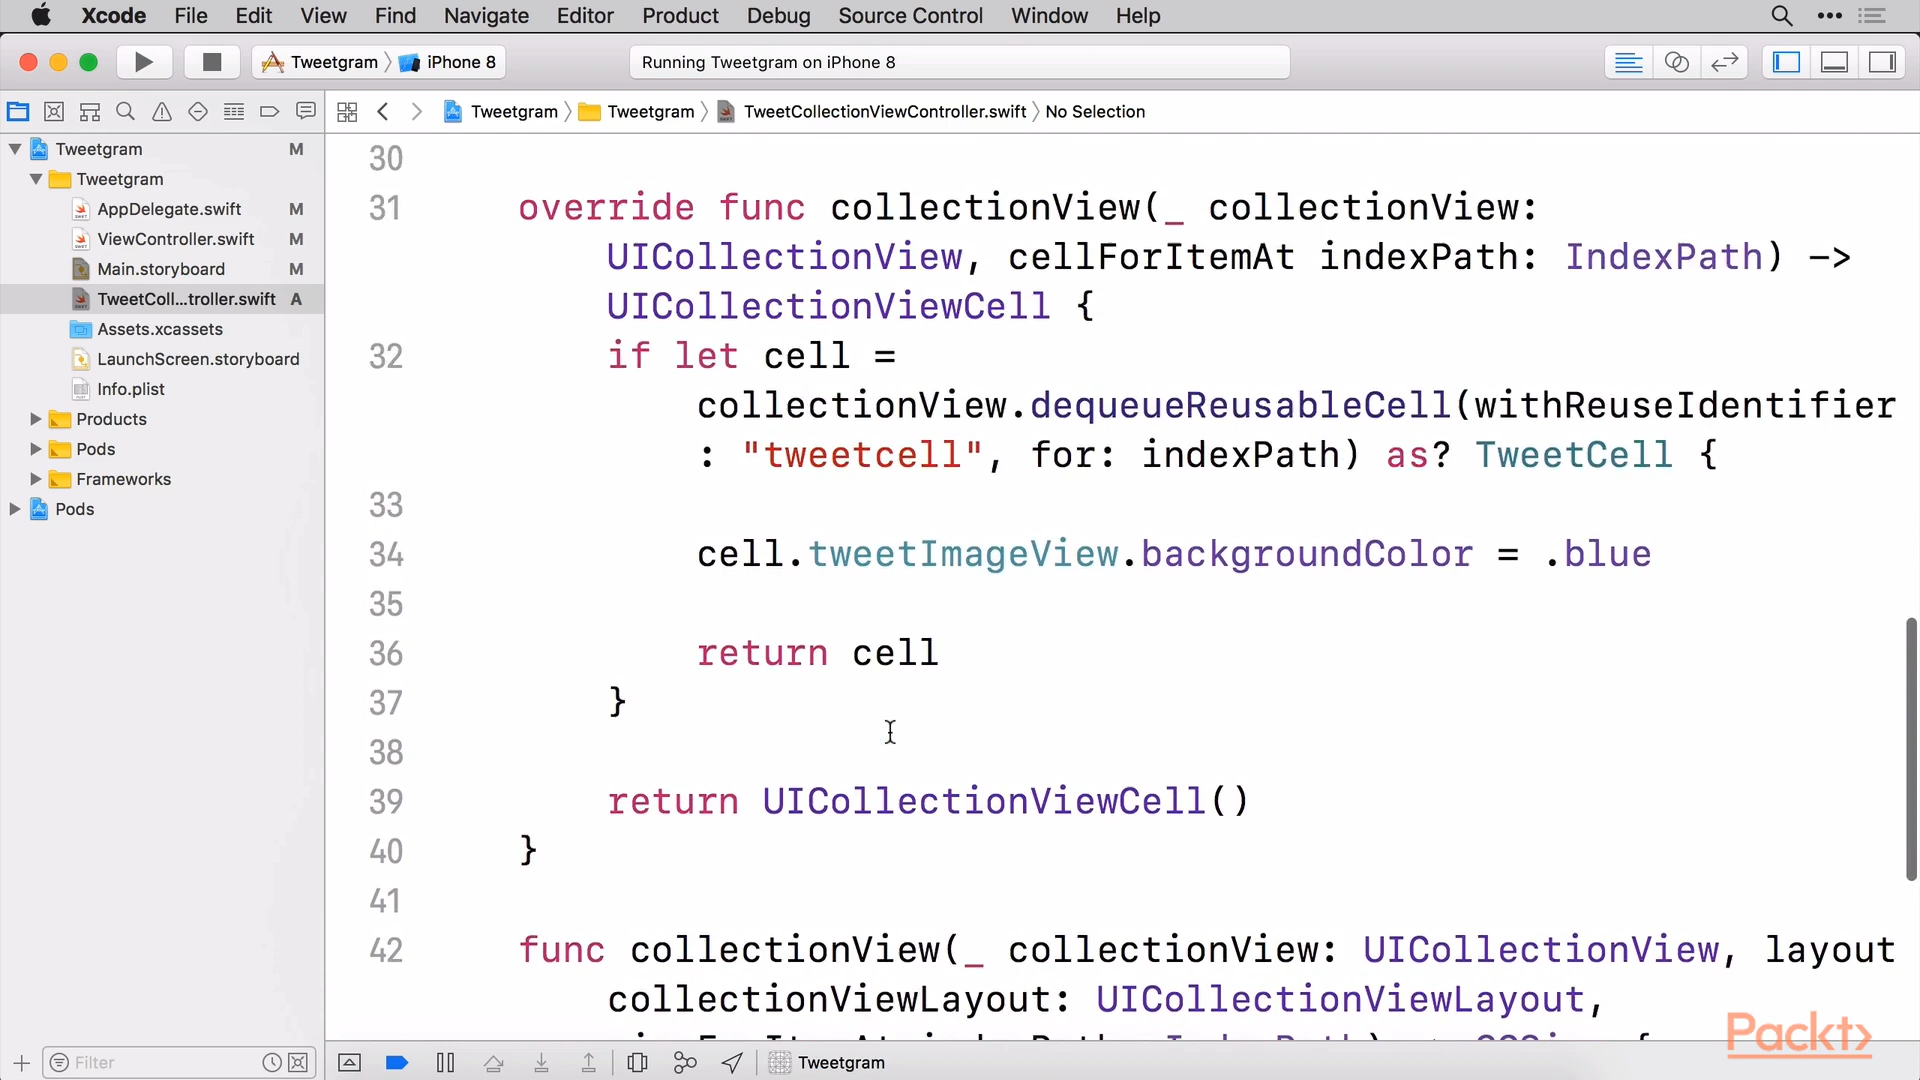 Xcode File Edit View Find Navigate Editor Product Debug Source Control Window Help
Tweetgram iPhone 8
Running Tweetgram on iPhone 8
Tweetgram Tweetgram TweetCollectionViewController.swift No Selection
Tweetgram M
Tweetgram
AppDelegate.swift M
ViewController.swift M
Main.storyboard M
TweetColl...troller.swift A
Assets.xcassets
LaunchScreen.storyboard
Info.plist
Products
Pods
Frameworks
Pods
30
31 override func collectionView(_ collectionView:
UICollectionView, cellForItemAt indexPath: IndexPath) ->
UICollectionViewCell {
32 if let cell =
collectionView.dequeueReusableCell(withReuseIdentifier
: "tweetcell", for: indexPath) as? TweetCell {
33
34 cell.tweetImageView.backgroundColor = .blue
35
36 return cell
37 }
38
39 return UICollectionViewCell()
40 }
41
42 func collectionView(_ collectionView: UICollectionView, layout
collectionViewLayout: UICollectionViewLayout,
Filter
Tweetgram
Packt>